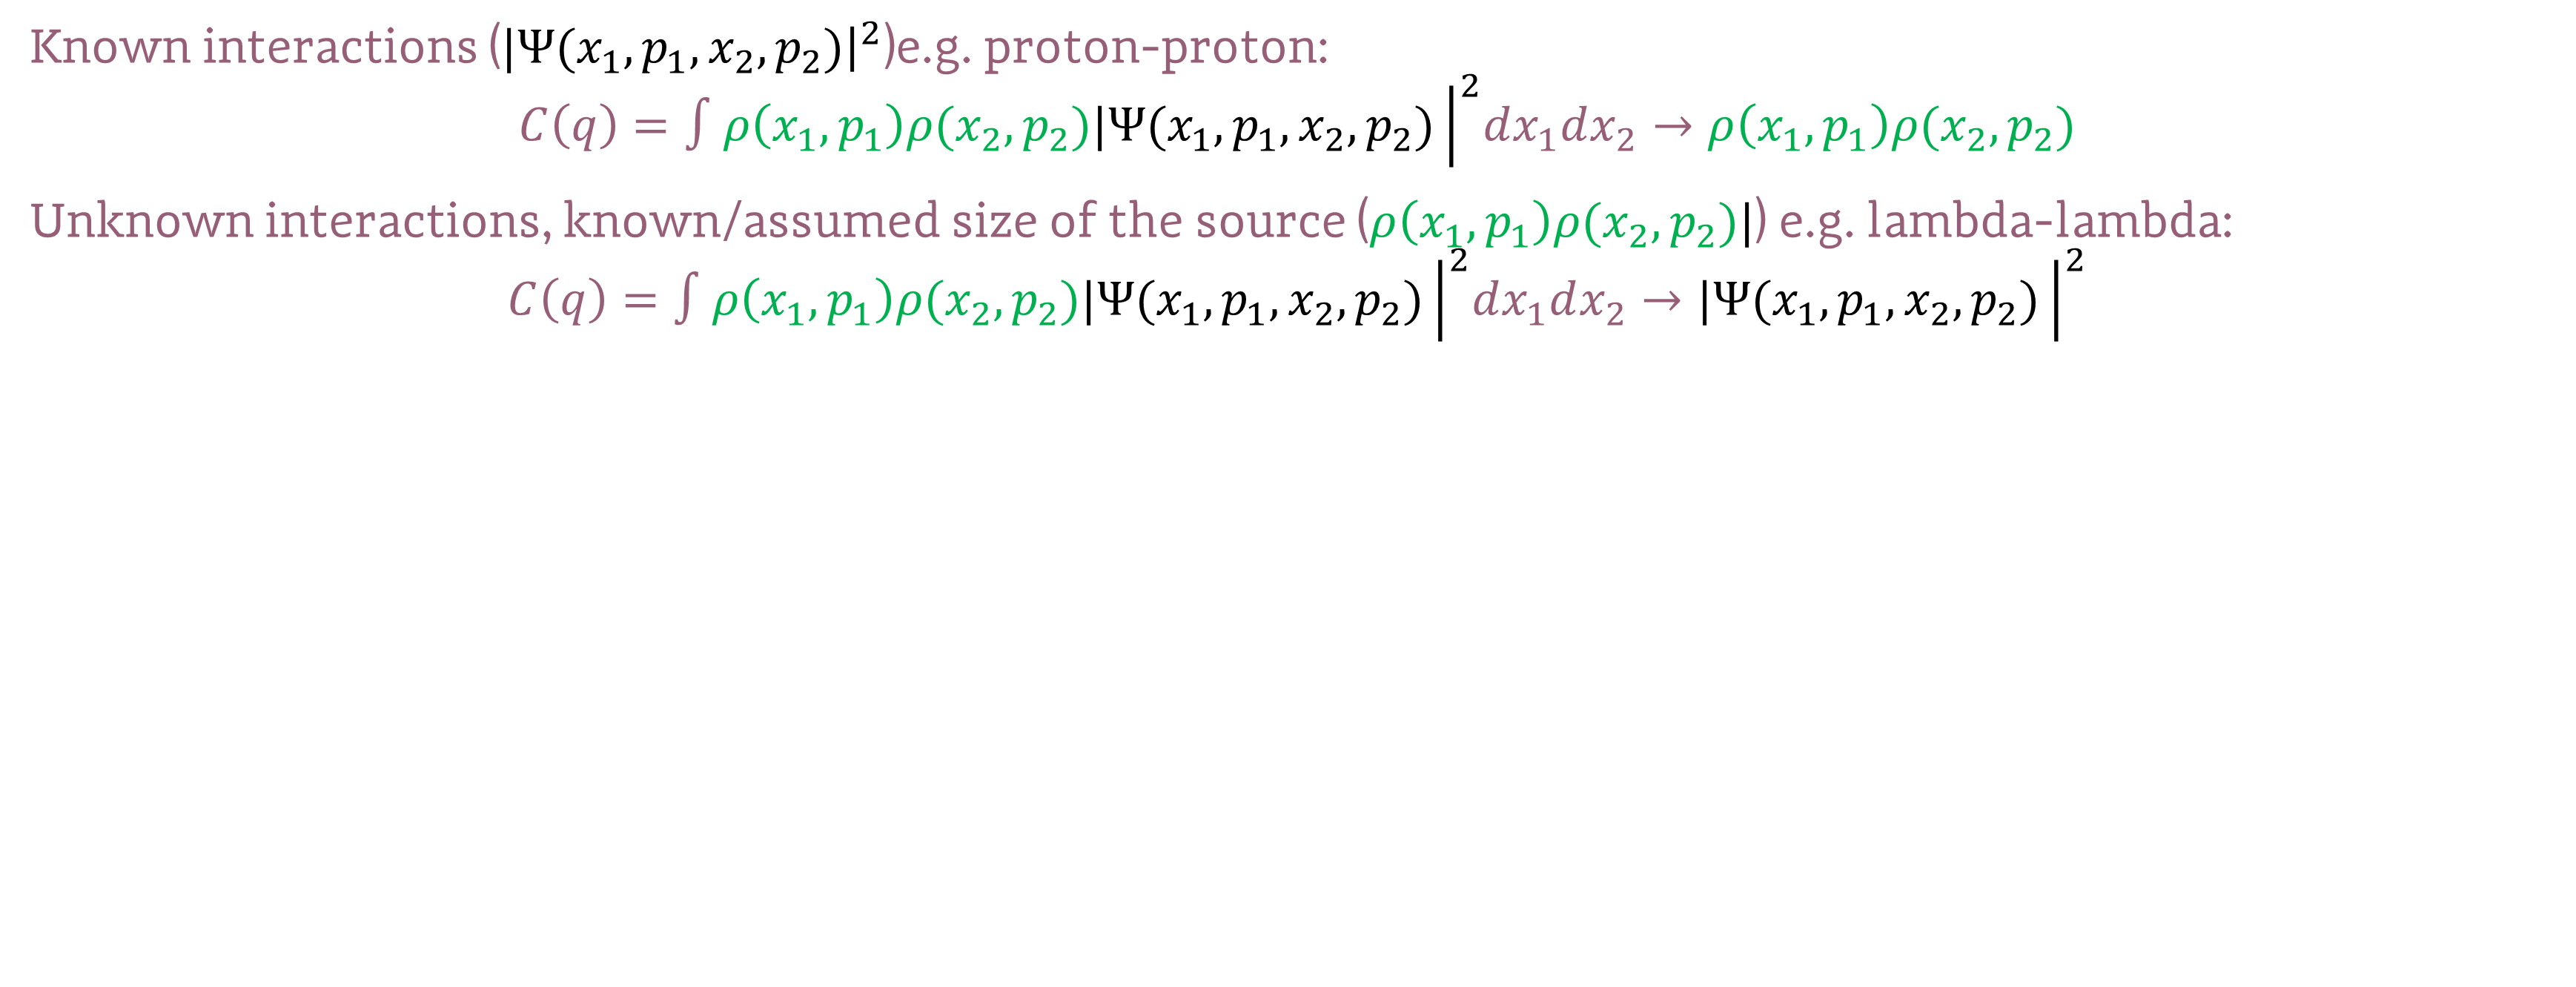 Known interactions (|Ψ(x₁, p₁, x₂, p₂)|²)e.g. proton-proton:
C(q) = ∫ ρ(x₁, p₁)ρ(x₂, p₂)|Ψ(x₁, p₁, x₂, p₂)|² dx₁dx₂ → ρ(x₁, p₁)ρ(x₂, p₂)
Unknown interactions, known/assumed size of the source (ρ(x₁, p₁)ρ(x₂, p₂)|) e.g. lambda-lambda:
C(q) = ∫ ρ(x₁, p₁)ρ(x₂, p₂)|Ψ(x₁, p₁, x₂, p₂)|² dx₁dx₂ → |Ψ(x₁, p₁, x₂, p₂)|²